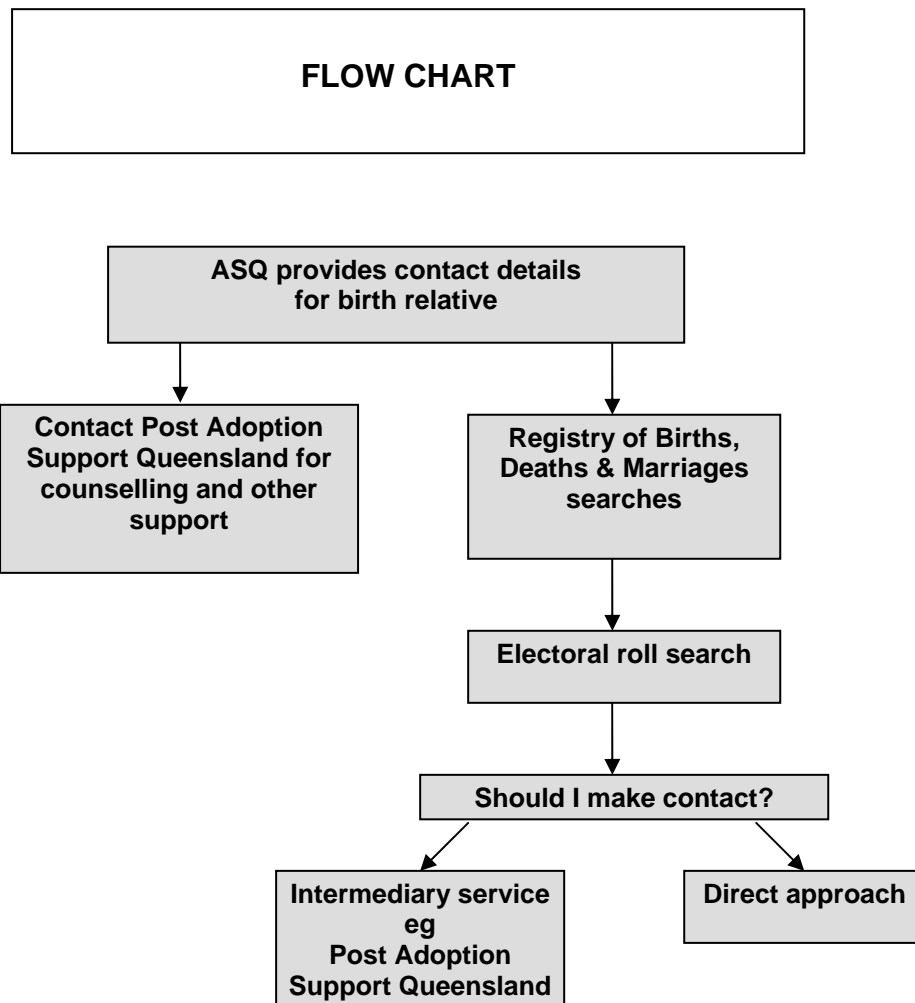 FLOW CHART
ASQ provides contact details
for birth relative
Contact Post Adoption
Support Queensland for
counselling and other
support
Registry of Births,
Deaths & Marriages
searches
Electoral roll search
Should I make contact?
Intermediary service
eg
Post Adoption
Support Queensland
Direct approach